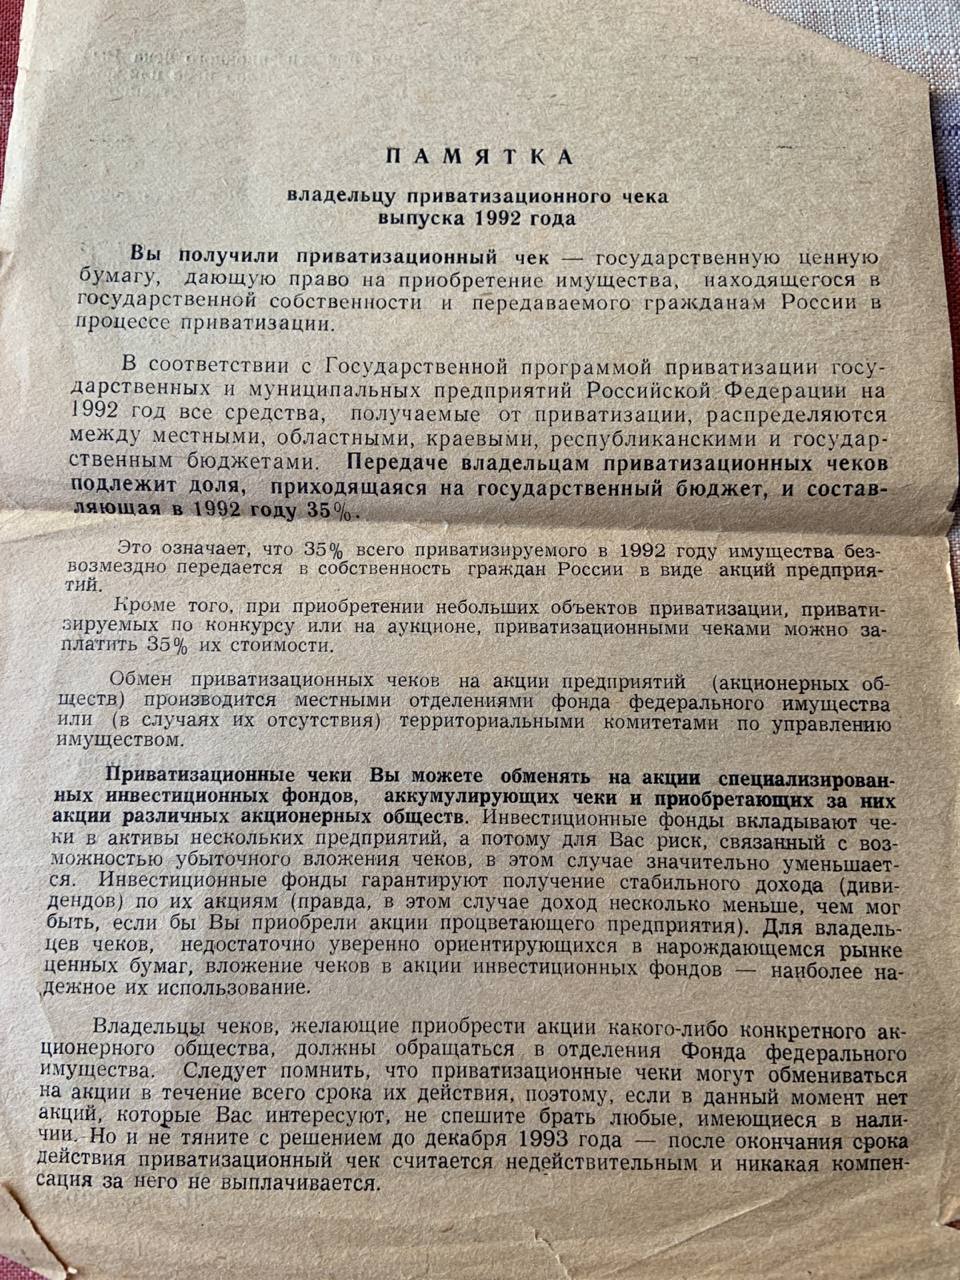 ПАМЯТКА
владельцу приватизационного чека
выпуска 1992 года
Вы получили приватизационный чек — государственную ценную
бумагу, дающую право на приобретение имущества, находящегося в
государственной собственности и передаваемого гражданам России в
процессе приватизации.
В соответствии с Государственной программой приватизации госу-
дарственных и муниципальных предприятий Российской Федерации на
1992 год все средства, получаемые от приватизации, распределяются
между местными, областными, краевыми, республиканскими и государ-
ственным бюджетами. Передаче владельцам приватизационных чеков
подлежит доля, приходящаяся на государственный бюджет, и состав-
ляющая в 1992 году 35%.
Это означает, что 35% всего приватизируемого в 1992 году имущества без-
возмездно передается в собственность граждан России в виде акций предприя-
тий.
Кроме того, при приобретении небольших объектов приватизации, привати-
зируемых по конкурсу или на аукционе, приватизационными чеками можно за-
платить 35% их стоимости.
Обмен приватизационных чеков на акции предприятий (акционерных об-
ществ) производится местными отделениями фонда федерального имущества
или (в случаях их отсутствия) территориальными комитетами по управлению
имуществом.
Приватизационные чеки Вы можете обменять на акции специализирован-
ных инвестиционных фондов, аккумулирующих чеки и приобретающих за них
акции различных акционерных обществ. Инвестиционные фонды вкладывают че-
ки в активы нескольких предприятий, а потому для Вас риск, связанный с воз-
можностью убыточного вложения чеков, в этом случае значительно уменьшает-
ся. Инвестиционные фонды гарантируют получение стабильного дохода (диви-
дендов) по их акциям (правда, в этом случае доход несколько меньше, чем мог
быть, если бы Вы приобрели акции процветающего предприятия). Для владель-
цев чеков, недостаточно уверенно ориентирующихся в нарождающемся рынке
ценных бумаг, вложение чеков в акции инвестиционных фондов — наиболее на-
дежное их использование.
Владельцы чеков, желающие приобрести акции какого-либо конкретного ак-
ционерного общества, должны обращаться в отделения Фонда федерального
имущества. Следует помнить, что приватизационные чеки могут обмениваться
на акции в течение всего срока их действия, поэтому, если в данный момент нет
акций, которые Вас интересуют, не спешите брать любые, имеющиеся в нали-
чии. Но и не тяните с решением до декабря 1993 года — после окончания срока
действия приватизационный чек считается недействительным и никакая компен-
сация за него не выплачивается.